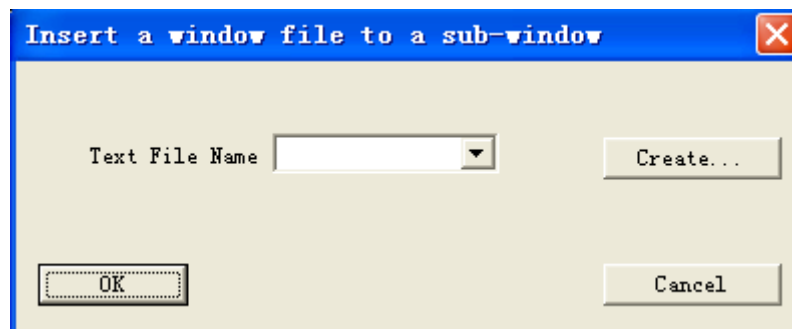 Insert a window file to a sub-window
Text File Name
Create...
OK
Cancel